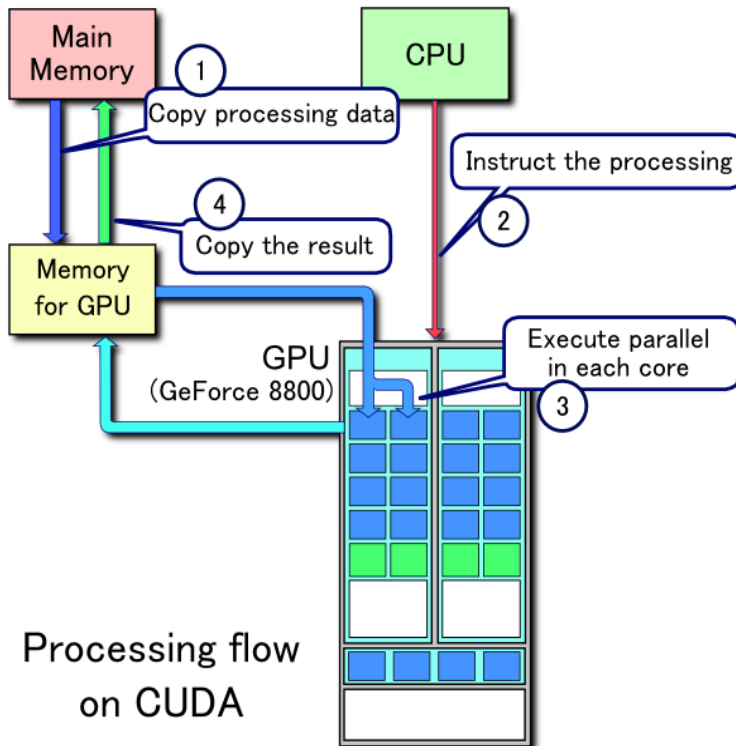 Main
Memory
CPU
1
Copy processing data
Instruct the processing
2
4
Copy the result
Memory
for GPU
GPU
(GeForce 8800)
Execute parallel
in each core
3
Processing flow
on CUDA